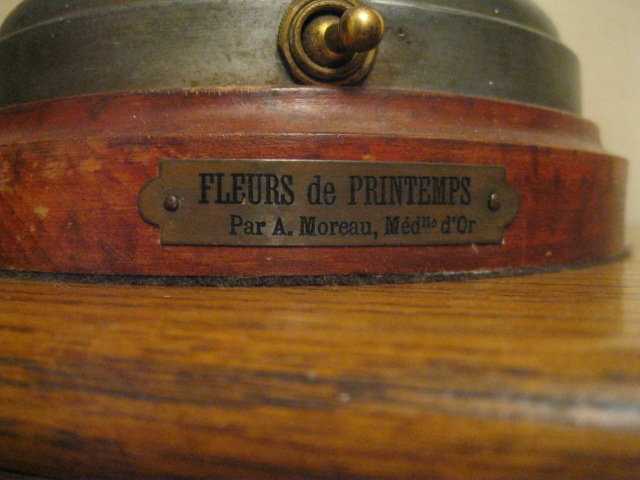 FLEURS de PRINTEMPS
Par A. Moreau, Médlle d'Or